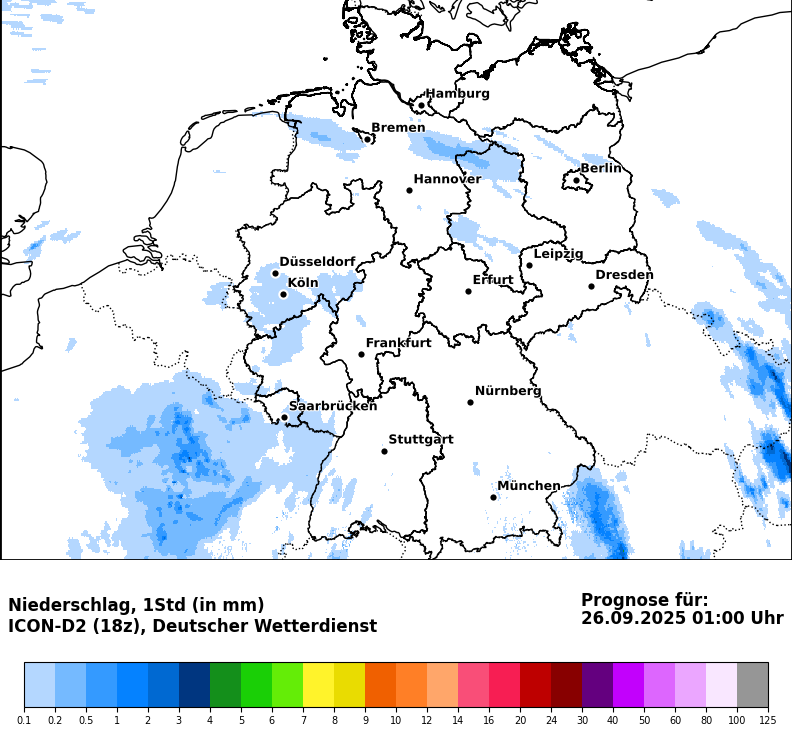 Hamburg
Bremen
Berlin
Hannover
Leipzig
Düsseldorf
Dresden
Köln
Erfurt
Frankfurt
Nürnberg
Saarbrücken
Stuttgart
München
Niederschlag, 1Std (in mm)
ICON-D2 (18z), Deutscher Wetterdienst
Prognose für:
26.09.2025 01:00 Uhr
0.1 0.2 0.5 1 2 3 4 5 6 7 8 9 10 12 14 16 20 24 30 40 50 60 80 100 125